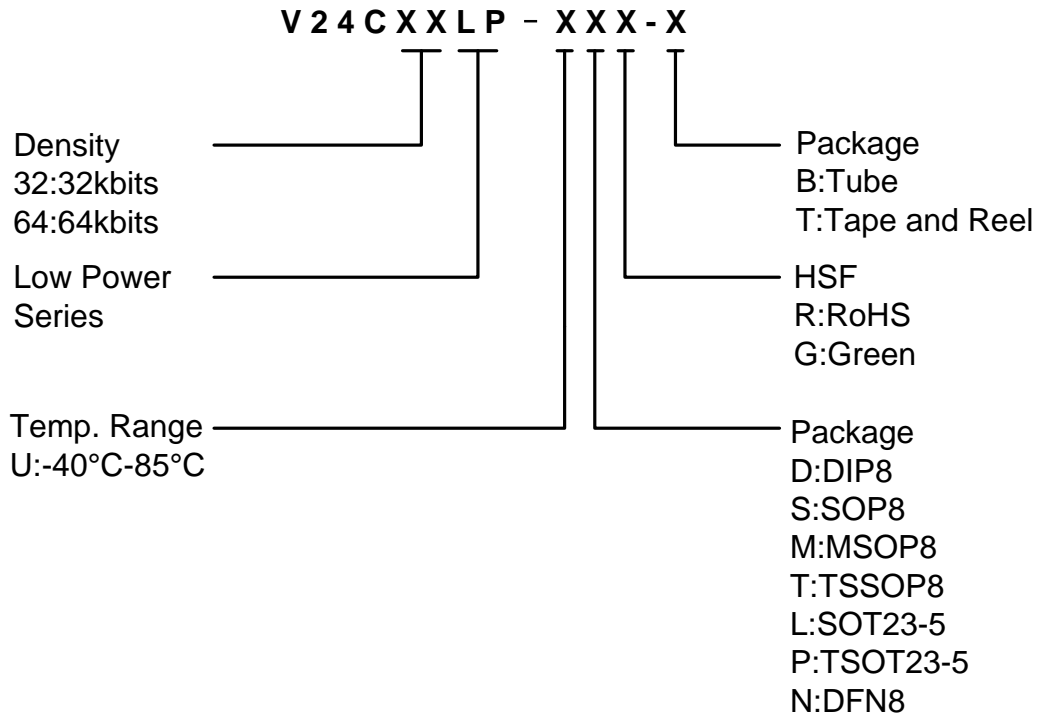 V24CXXLP - XXX-X
Density
32:32kbits
64:64kbits
Low Power
Series
Temp. Range
U:-40°C-85°C
Package
B:Tube
T:Tape and Reel
HSF
R:RoHS
G:Green
Package
D:DIP8
S:SOP8
M:MSOP8
T:TSSOP8
L:SOT23-5
P:TSOT23-5
N:DFN8